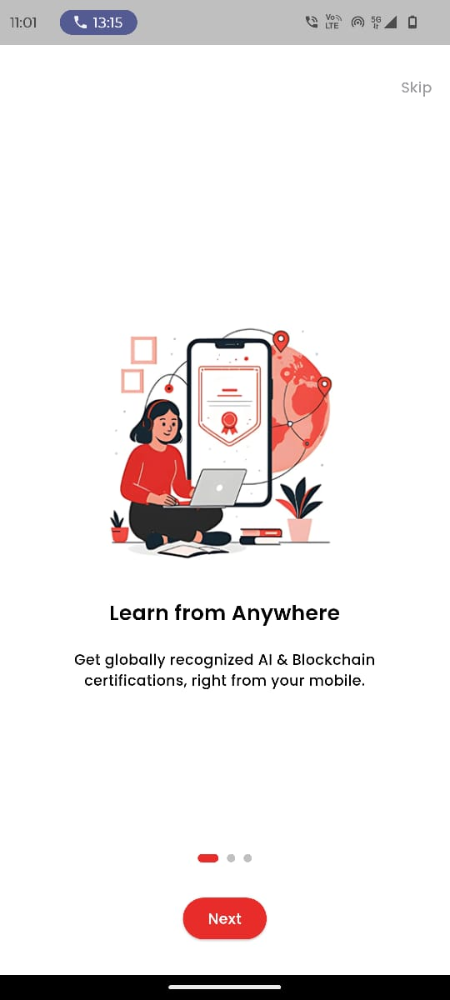 11:01
13:15
Vo
LTE
5G
Skip
Learn from Anywhere
Get globally recognized AI & Blockchain
certifications, right from your mobile.
Next